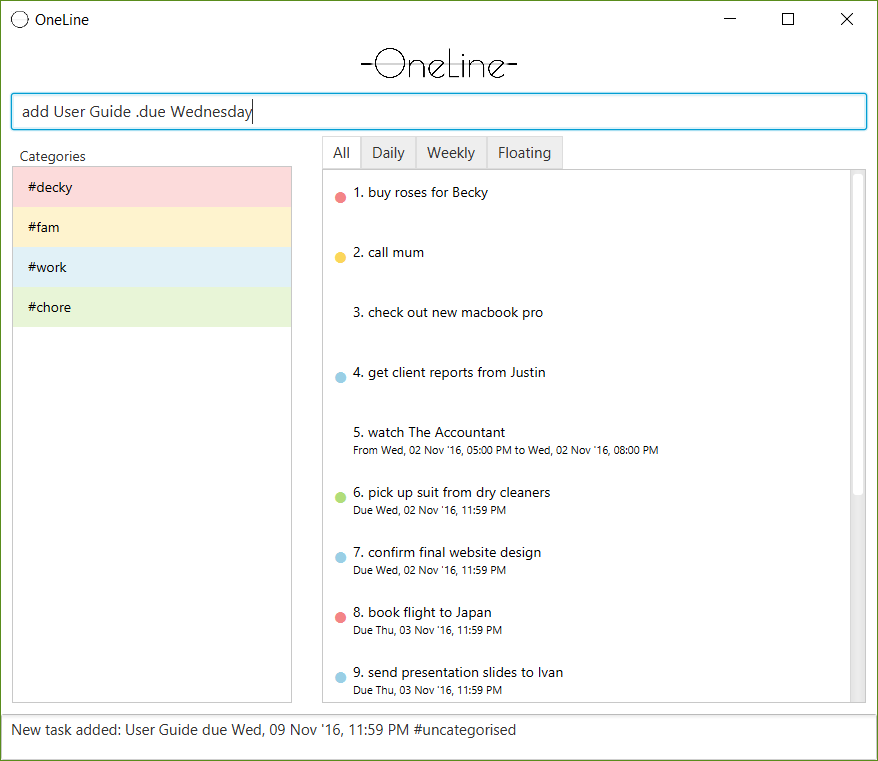 OneLine
-OneLine-
add User Guide .due Wednesday
Categories
#decky
#fam
#work
#chore
All Daily Weekly Floating
1. buy roses for Becky
2. call mum
3. check out new macbook pro
4. get client reports from Justin
5. watch The Accountant
From Wed, 02 Nov '16, 05:00 PM to Wed, 02 Nov '16, 08:00 PM
6. pick up suit from dry cleaners
Due Wed, 02 Nov '16, 11:59 PM
7. confirm final website design
Due Wed, 02 Nov '16, 11:59 PM
8. book flight to Japan
Due Thu, 03 Nov '16, 11:59 PM
9. send presentation slides to Ivan
Due Thu, 03 Nov '16, 11:59 PM
New task added: User Guide due Wed, 09 Nov '16, 11:59 PM #uncategorised